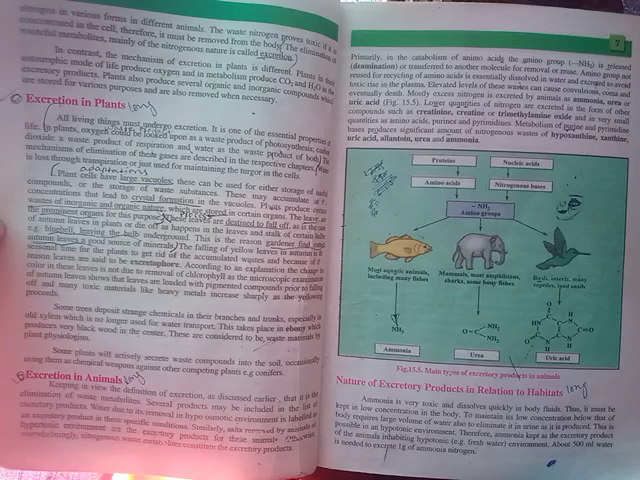 nitrogen in various forms in different animals. The waste nitrogen proves toxic if it is
concentrated in the cell, therefore, it must be removed from the body. The elimination of
wasteful metabolites, mainly of the nitrogenous nature is called excretion.
In contrast, the mechanism of excretion in plants is different. Plants in their
autotrophic mode of life produce oxygen and in metabolism produce CO₂ and H₂O as the
excretory products. Plants also produce several organic and inorganic compounds which
are stored for various purposes and are also removed when necessary.
Excretion in Plants long
All living things must undergo excretion. It is one of the essential properties of
life. In plants, oxygen could be looked upon as a waste product of photosynthesis; carbon
dioxide a waste product of respiration and water as the waste product of both. The
mechanisms of elimination of these gases are described in the respective chapters. Water
is lost through transpiration or just used for maintaining the turgor in the cells.
adaptations
Plant cells have large vacuoles; these can be used for either storage of useful
compounds, or the storage of waste substances. These may accumulate at
concentrations that lead to crystal formation in the vacuoles. Plants produce certain
wastes of inorganic and organic nature, which are stored in certain organs. The leaves are
the prominent organs for this purpose. These leaves are destined to fall off, as is the case
of autumn leaves in plants or die off as happens in the leaves and stalk of certain bulbs
e.g: bluebell, leaving the bulb underground. This is the reason gardener find
autumn leaves a good source of minerals. The falling of yellow leaves in autumn is the
seasonal time for the plants to get rid of the accumulated wastes and because of this
reason leaves are said to be excretophore. According to an explanation the change in
color in these leaves is not due to removal of chlorophyll as the microscopic examination
of autumn leaves shows that leaves are loaded with pigmented compounds prior to falling
off and many toxic materials like heavy metals increase sharply as the yellowing
proceeds.
Some trees deposit strange chemicals in their branches and trunks, especially in
old xylem which is no longer used for water transport. This takes place in ebony which
produces very black wood in the center. These are considered to be waste materials by
plant physiologists.
Some plants will actively secrete waste compounds into the soil, occasionally
using them as chemical weapons against other competing plants e.g conifers.
Excretion in Animals long
Keeping in view the definition of excretion, as discussed earlier, that it is the
elimination of waste metabolites. Several products may be included in the list of
excretory products. Water due to its removal in hypo osmotic environment is labelled as
an excretory product in these specific conditions. Similarly, salts removed by animals of
hypertonic environment are the excretory products for these animals.
overwhelmingly, nitrogenous waste metabolites constitute the excretory products.
7
Primarily, in the catabolism of amino acids the amino group (—NH₂) is released
(deamination) or transferred to another molecule for removal or reuse. Amino group not
reused for recycling of amino acids is essentially dissolved in water and excreted to avoid
toxic rise in the plasma. Elevated levels of these wastes can cause convulsions, coma and
eventually death. Mostly excess nitrogen is excreted by animals as ammonia, urea or
uric acid (Fig. 15.5). Lower quantities of nitrogen are excreted in the form of other
compounds such as creatinine, creatine or trimethylamine oxide and in very small
quantities as amino acids, purines and pyrimidines. Metabolism of purine and pyrimidine
bases produces significant amount of nitrogenous wastes of hypoxanthine, xanthine,
uric acid, allantoin, urea and ammonia.
Proteins Nucleic acids
Amino acids Nitrogenous bases
—NH₂
Amino groups
Most aquatic animals,
including many fishes
Mammals, most amphibians,
sharks, some bony fishes
Birds, insects, many
reptiles, land snails
NH₃
O=C NH₂ NH₂
Ammonia Urea Uric acid
Fig.15.5. Main types of excretory products in animals
Nature of Excretory Products in Relation to Habitats long
Ammonia is very toxic and dissolves quickly in body fluids. Thus, it must be
kept in low concentration in the body. To maintain its low concentration below that of
body requires large volume of water also to eliminate it in urine as it is produced. This is
possible in an hypotonic environment. Therefore, ammonia kept as the excretory product
of the animals inhabiting hypotonic (e.g. fresh water) environment. About 500 ml water
is needed to excrete 1g of ammonia nitrogen.